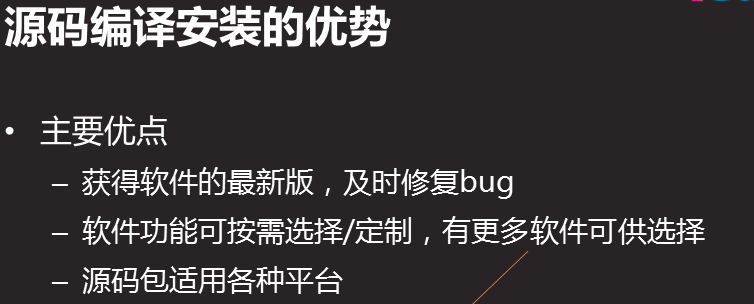 源码编译安装的优势
• 主要优点
– 获得软件的最新版，及时修复bug
– 软件功能可按需选择/定制，有更多软件可供选择
– 源码包适用各种平台